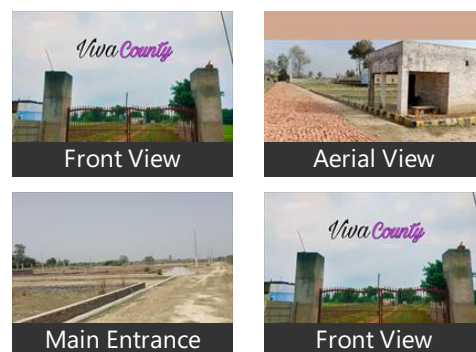 Viva County
Front View
Aerial View
Main Entrance
Viva County
Front View